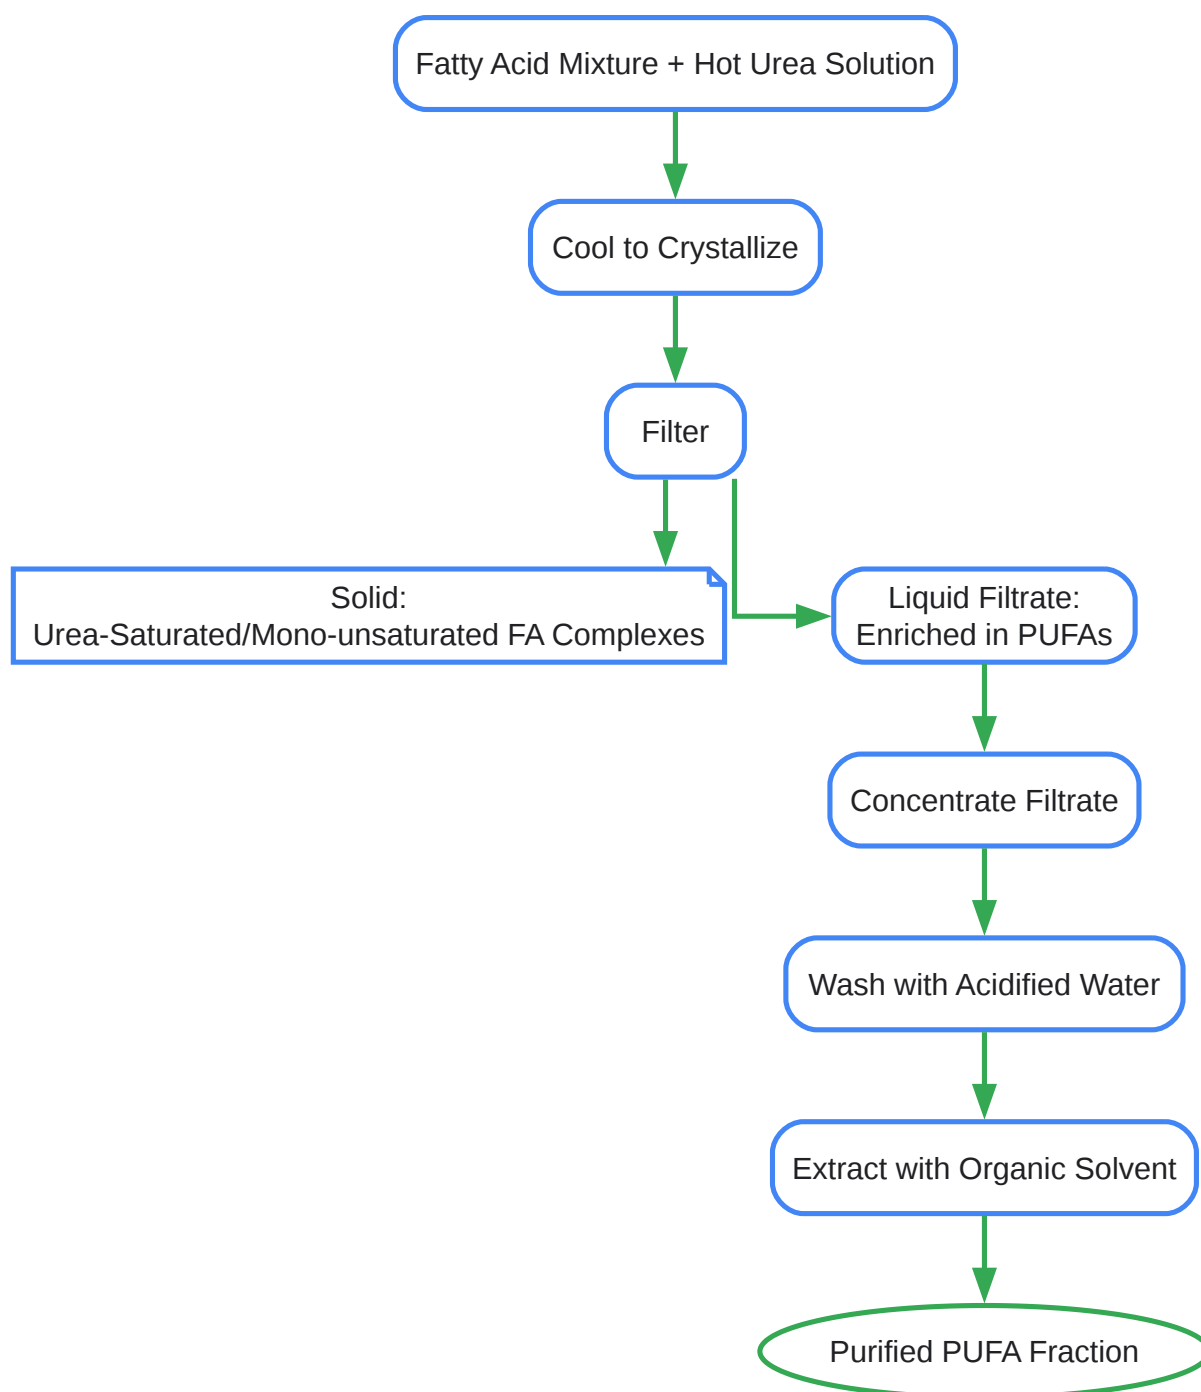 Fatty Acid Mixture + Hot Urea Solution
Cool to Crystallize
Filter
Solid:
Urea-Saturated/Mono-unsaturated FA Complexes
Liquid Filtrate:
Enriched in PUFAs
Concentrate Filtrate
Wash with Acidified Water
Extract with Organic Solvent
Purified PUFA Fraction